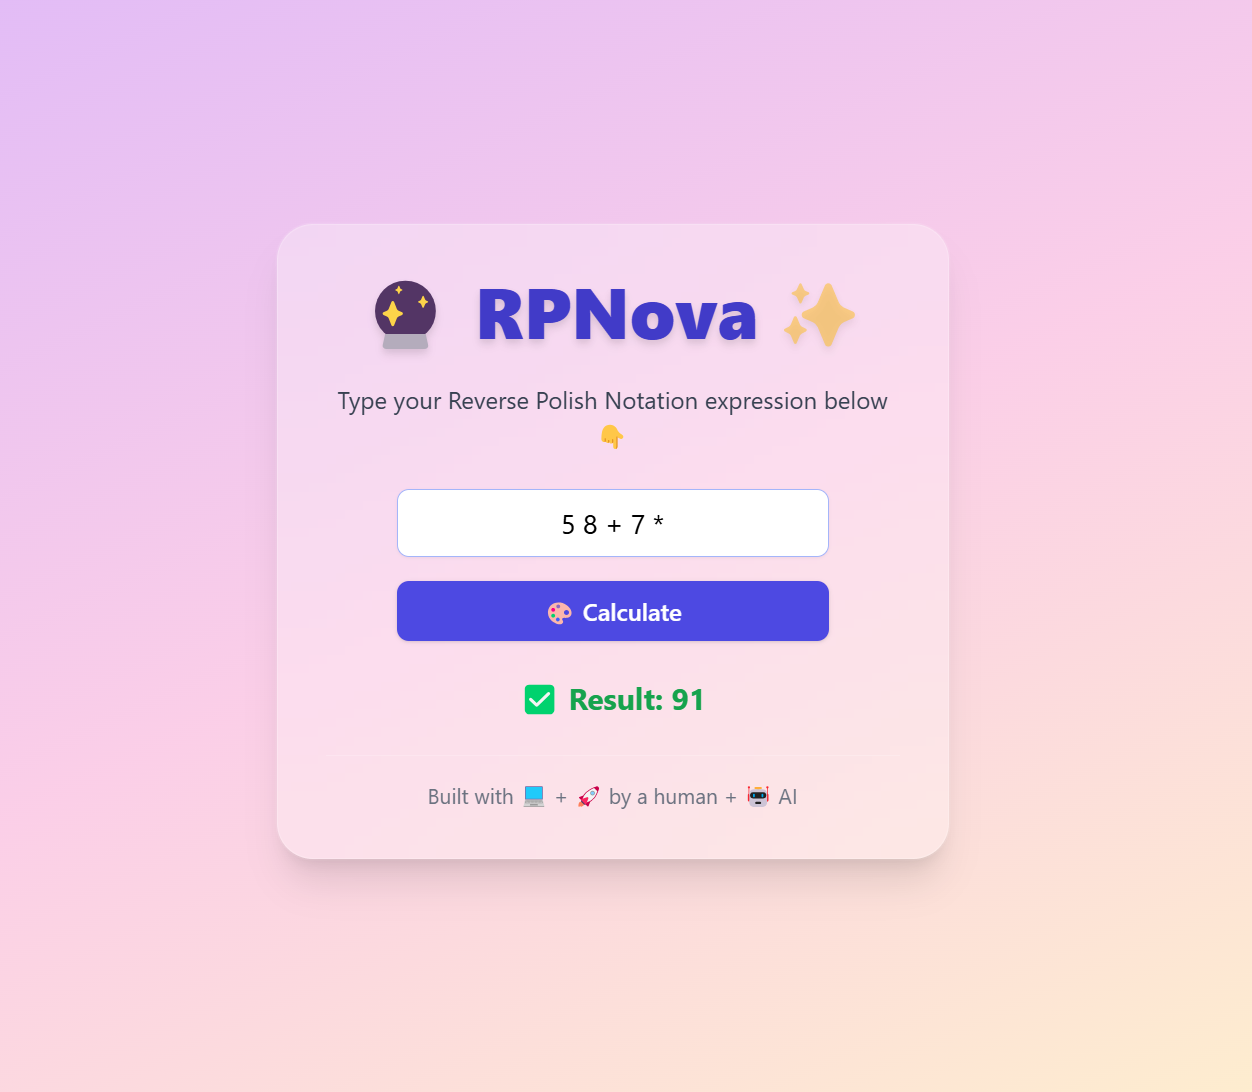 🔮 RPNova ✨
Type your Reverse Polish Notation expression below
👇
5 8 + 7 *
🎨 Calculate
✅ Result: 91
Built with 💻 + 🚀 by a human + 🤖 AI